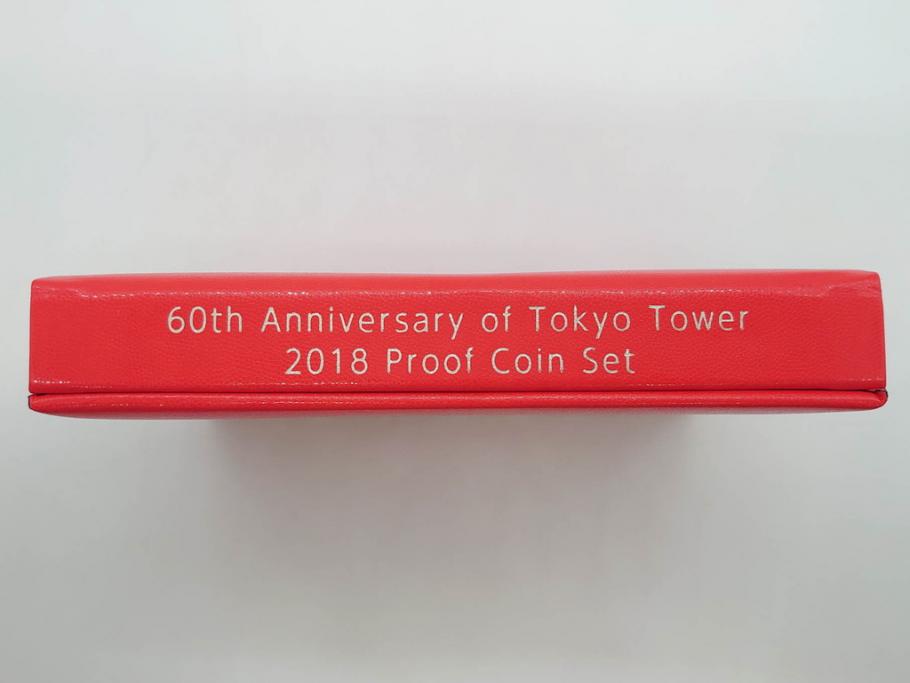 60th Anniversary of Tokyo Tower
2018 Proof Coin Set